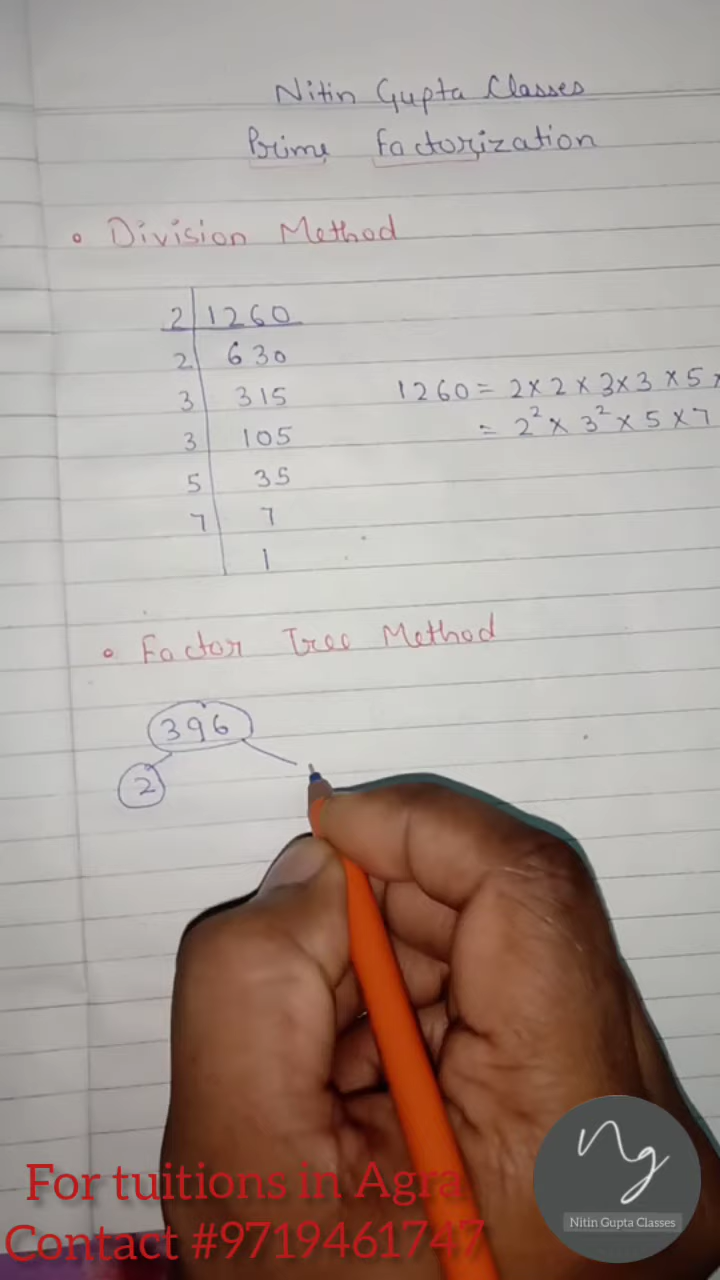 Nitin Gupta Classes
Prime Factorization
• Division Method
2 1260
2 630
3 315
3 105
5 35
7 7
1
1260 = 2 × 2 × 3 × 3 × 5 ×
= 2² × 3² × 5 × 7
• Factor Tree Method
396
2
For tuitions in Agra
Contact #9719461747
ng
Nitin Gupta Classes